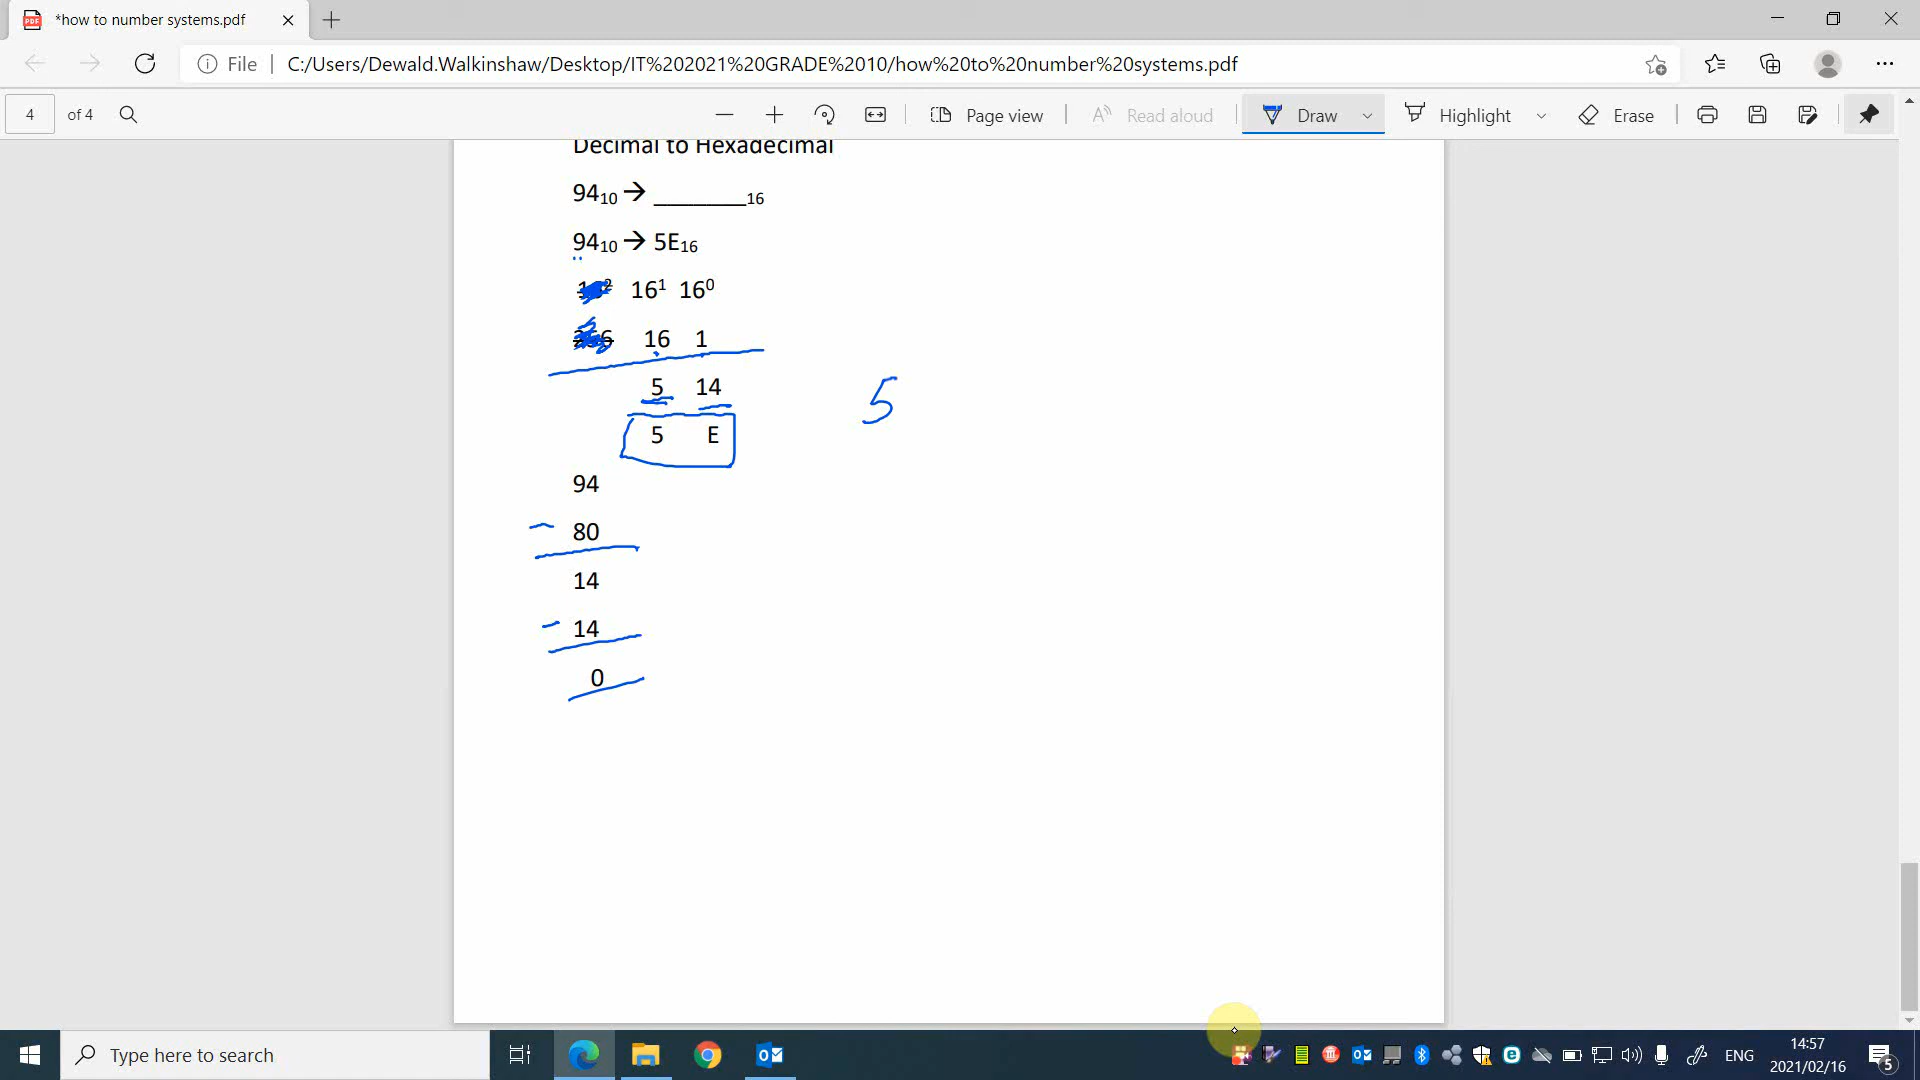 *how to number systems.pdf
File C:/Users/Dewald.Walkinshaw/Desktop/IT%202021%20GRADE%2010/how%20to%20number%20systems.pdf
4 of 4 Page view Read aloud Draw Highlight Erase
Decimal to Hexadecimal
94₁₀ → ________₁₆
94₁₀ → 5E₁₆
16² 16¹ 16⁰
256 16 1
5 14
5
5 E
94
80
14
14
0
Type here to search
ENG
14:57
2021/02/16
5